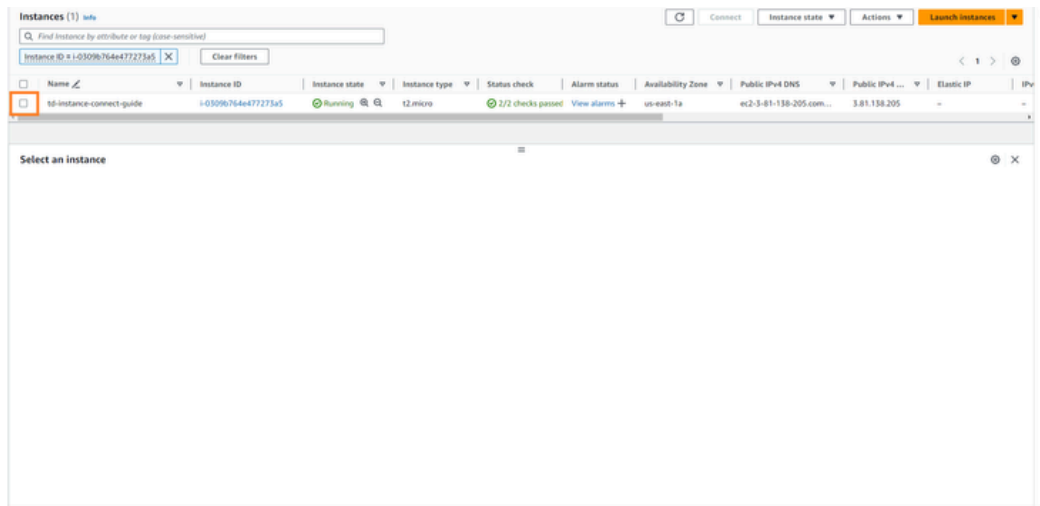 Instances (1) Info
Connect Instance state Actions Launch instances
Find Instance by attribute or tag (case-sensitive)
Instance ID = i-0309b764e477273a5 Clear filters
1
Name Instance ID Instance state Instance type Status check Alarm status Availability Zone Public IPv4 DNS Public IPv4 ... Elastic IP IPv
td-instance-connect-guide i-0309b764e477273a5 Running t2.micro 2/2 checks passed View alarms + us-east-1a ec2-3-81-138-205.com... 3.81.138.205 – –
Select an instance